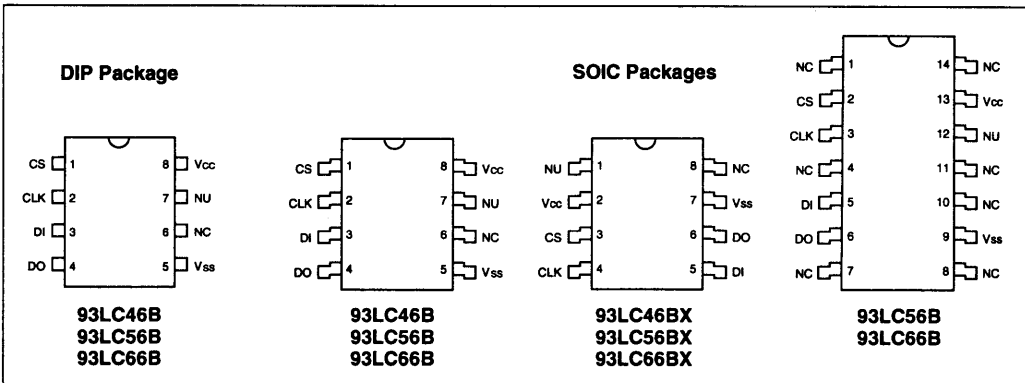 DIP Package
SOIC Packages
CS 1 8 Vcc
CLK 2 7 NU
DI 3 6 NC
DO 4 5 Vss
93LC46B
93LC56B
93LC66B
CS 1 8 Vcc
CLK 2 7 NU
DI 3 6 NC
DO 4 5 Vss
93LC46B
93LC56B
93LC66B
NU 1 8 NC
Vcc 2 7 Vss
CS 3 6 DO
CLK 4 5 DI
93LC46BX
93LC56BX
93LC66BX
NC 1 14 NC
CS 2 13 Vcc
CLK 3 12 NU
NC 4 11 NC
DI 5 10 NC
DO 6 9 Vss
NC 7 8 NC
93LC56B
93LC66B